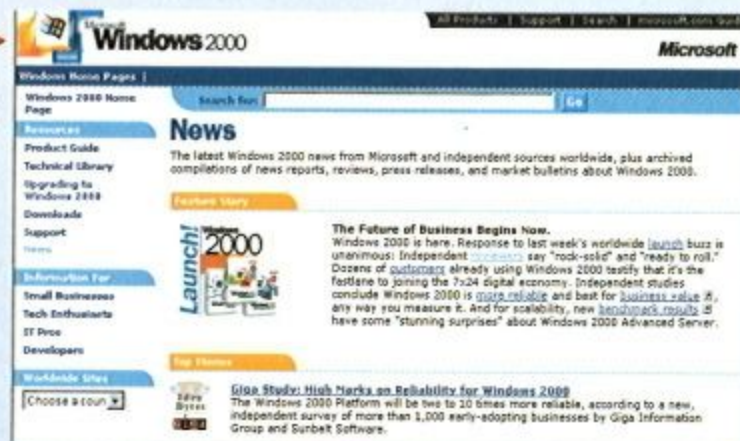 Microsoft
Windows 2000
All Products | Support | Search | microsoft.com Guide
Microsoft
Windows Home Pages |
Windows 2000 Home
Page
Resources
Product Guide
Technical Library
Upgrading to
Windows 2000
Downloads
Support
News
Information For
Small Businesses
Tech Enthusiasts
IT Pros
Developers
Worldwide Sites
Choose a coun
Search for:
Go
News
The latest Windows 2000 news from Microsoft and independent sources worldwide, plus archived
compilations of news reports, reviews, press releases, and market bulletins about Windows 2000.
Feature Story
Launch!
Windows
2000
The Future of Business Begins Now.
Windows 2000 is here. Response to last week's worldwide launch buzz is
unanimous: Independent say "rock-solid" and "ready to roll."
Dozens of customers already using Windows 2000 testify that it's the
fastlane to joining the 7x24 digital economy. Independent studies
conclude Windows 2000 is more reliable and best for business value,
any way you measure it. And for scalability, new benchmark results
have some "stunning surprises" about Windows 2000 Advanced Server.
Top Stories
GIGA
Giga Study: High Marks on Reliability for Windows 2000
The Windows 2000 Platform will be two to 10 times more reliable, according to a new,
independent survey of more than 1,000 early-adopting businesses by Giga Information
Group and Sunbelt Software.